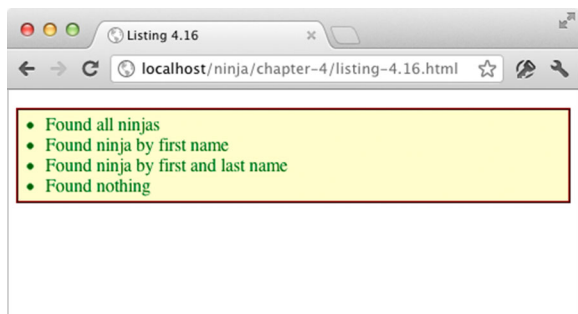 Listing 4.16
localhost/ninja/chapter-4/listing-4.16.html
Found all ninjas
Found ninja by first name
Found ninja by first and last name
Found nothing